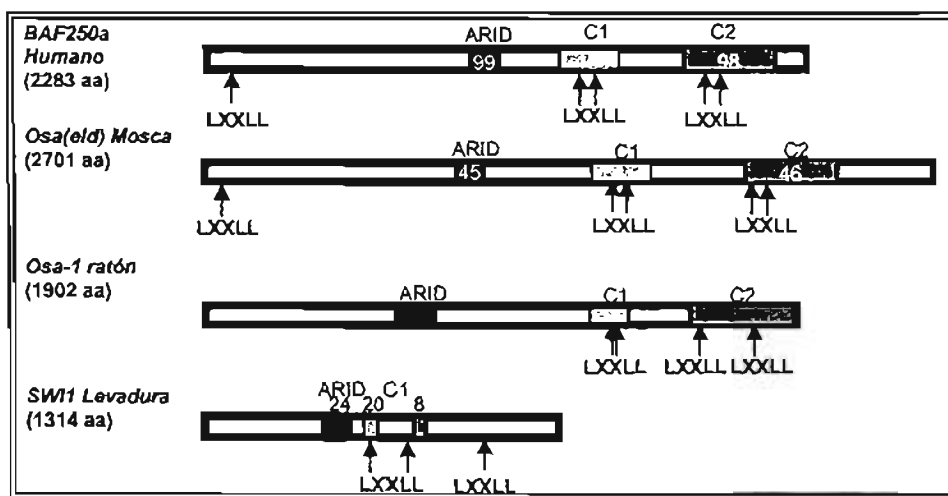 BAF250a
Humano
(2283 aa)
ARID C1 C2
99 98
LXXLL LXXLL LXXLL
Osa(eld) Mosca
(2701 aa)
ARID C1 C2
45 46
LXXLL LXXLL LXXLL
Osa-1 ratón
(1902 aa)
ARID C1 C2
LXXLL LXXLL LXXLL
SWI1 Levadura
(1314 aa)
ARID C1
24 20 8
LXXLL LXXLL